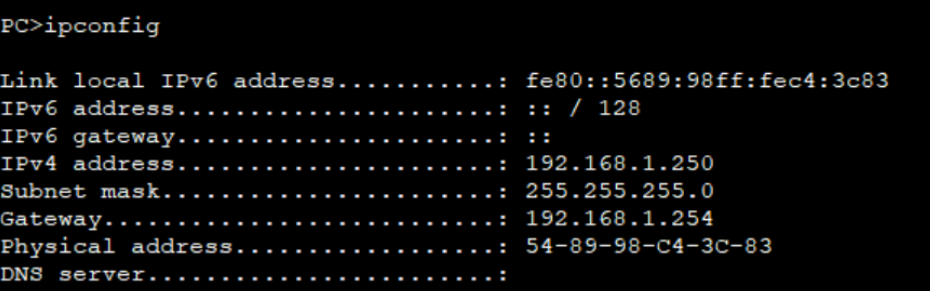 PC>ipconfig
Link local IPv6 address...........: fe80::5689:98ff:fec4:3c83
IPv6 address......................: :: / 128
IPv6 gateway......................: ::
IPv4 address......................: 192.168.1.250
Subnet mask.......................: 255.255.255.0
Gateway...........................: 192.168.1.254
Physical address..................: 54-89-98-C4-3C-83
DNS server........................: